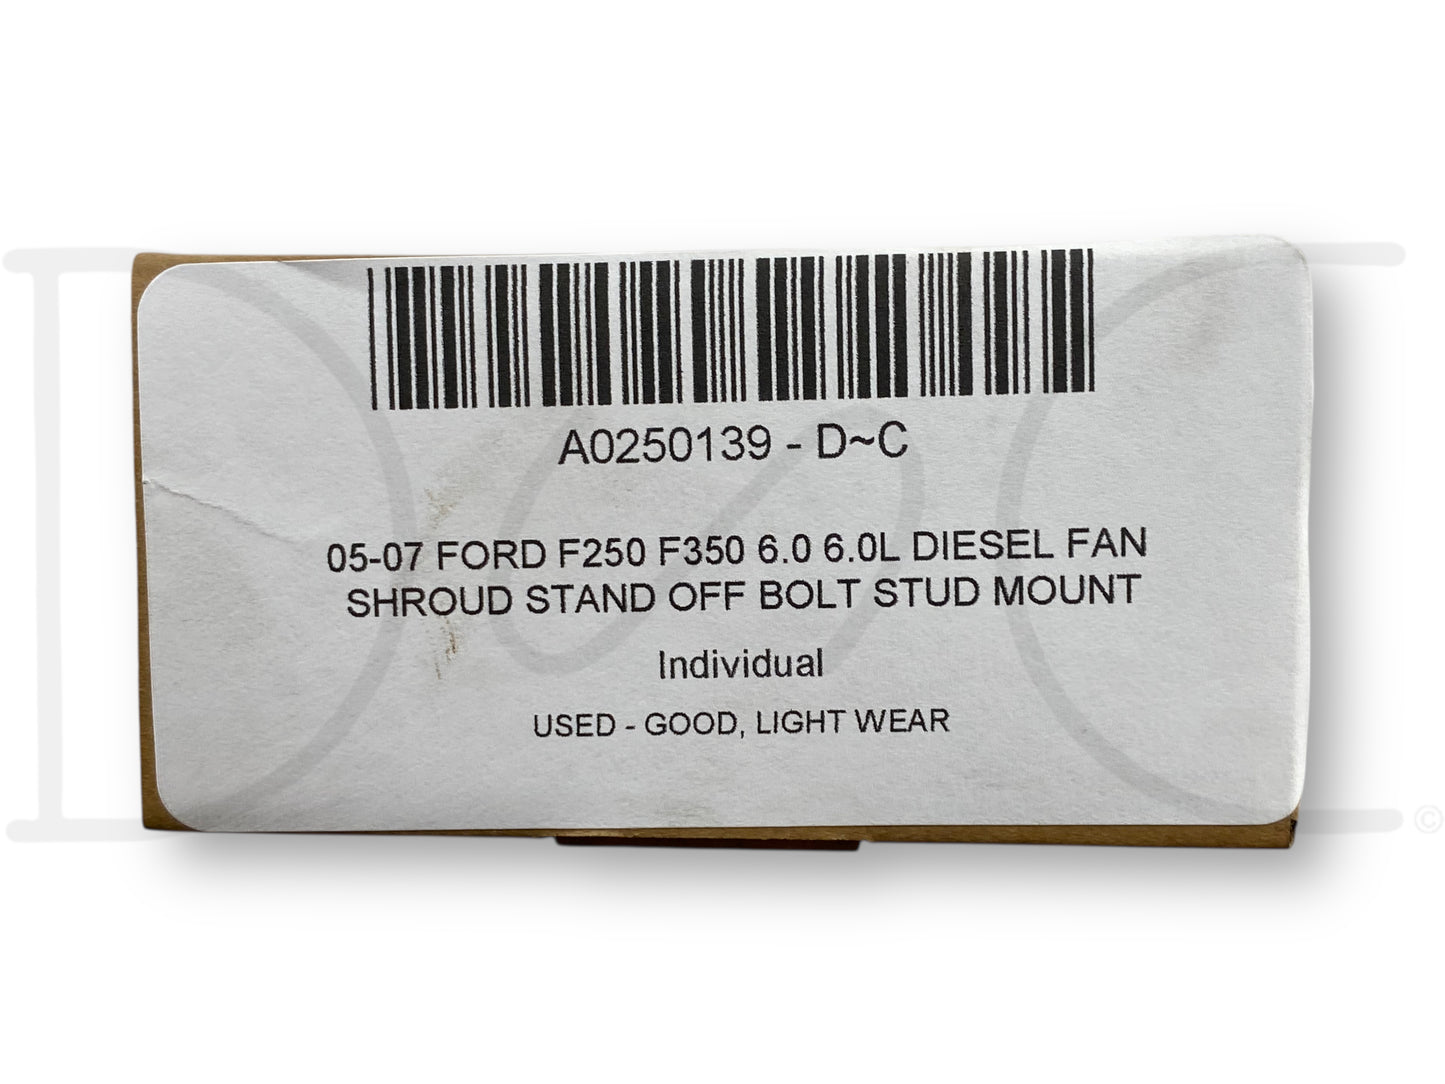 A0250139 - D~C
05-07 FORD F250 F350 6.0 6.0L DIESEL FAN
SHROUD STAND OFF BOLT STUD MOUNT
Individual
USED - GOOD, LIGHT WEAR
©